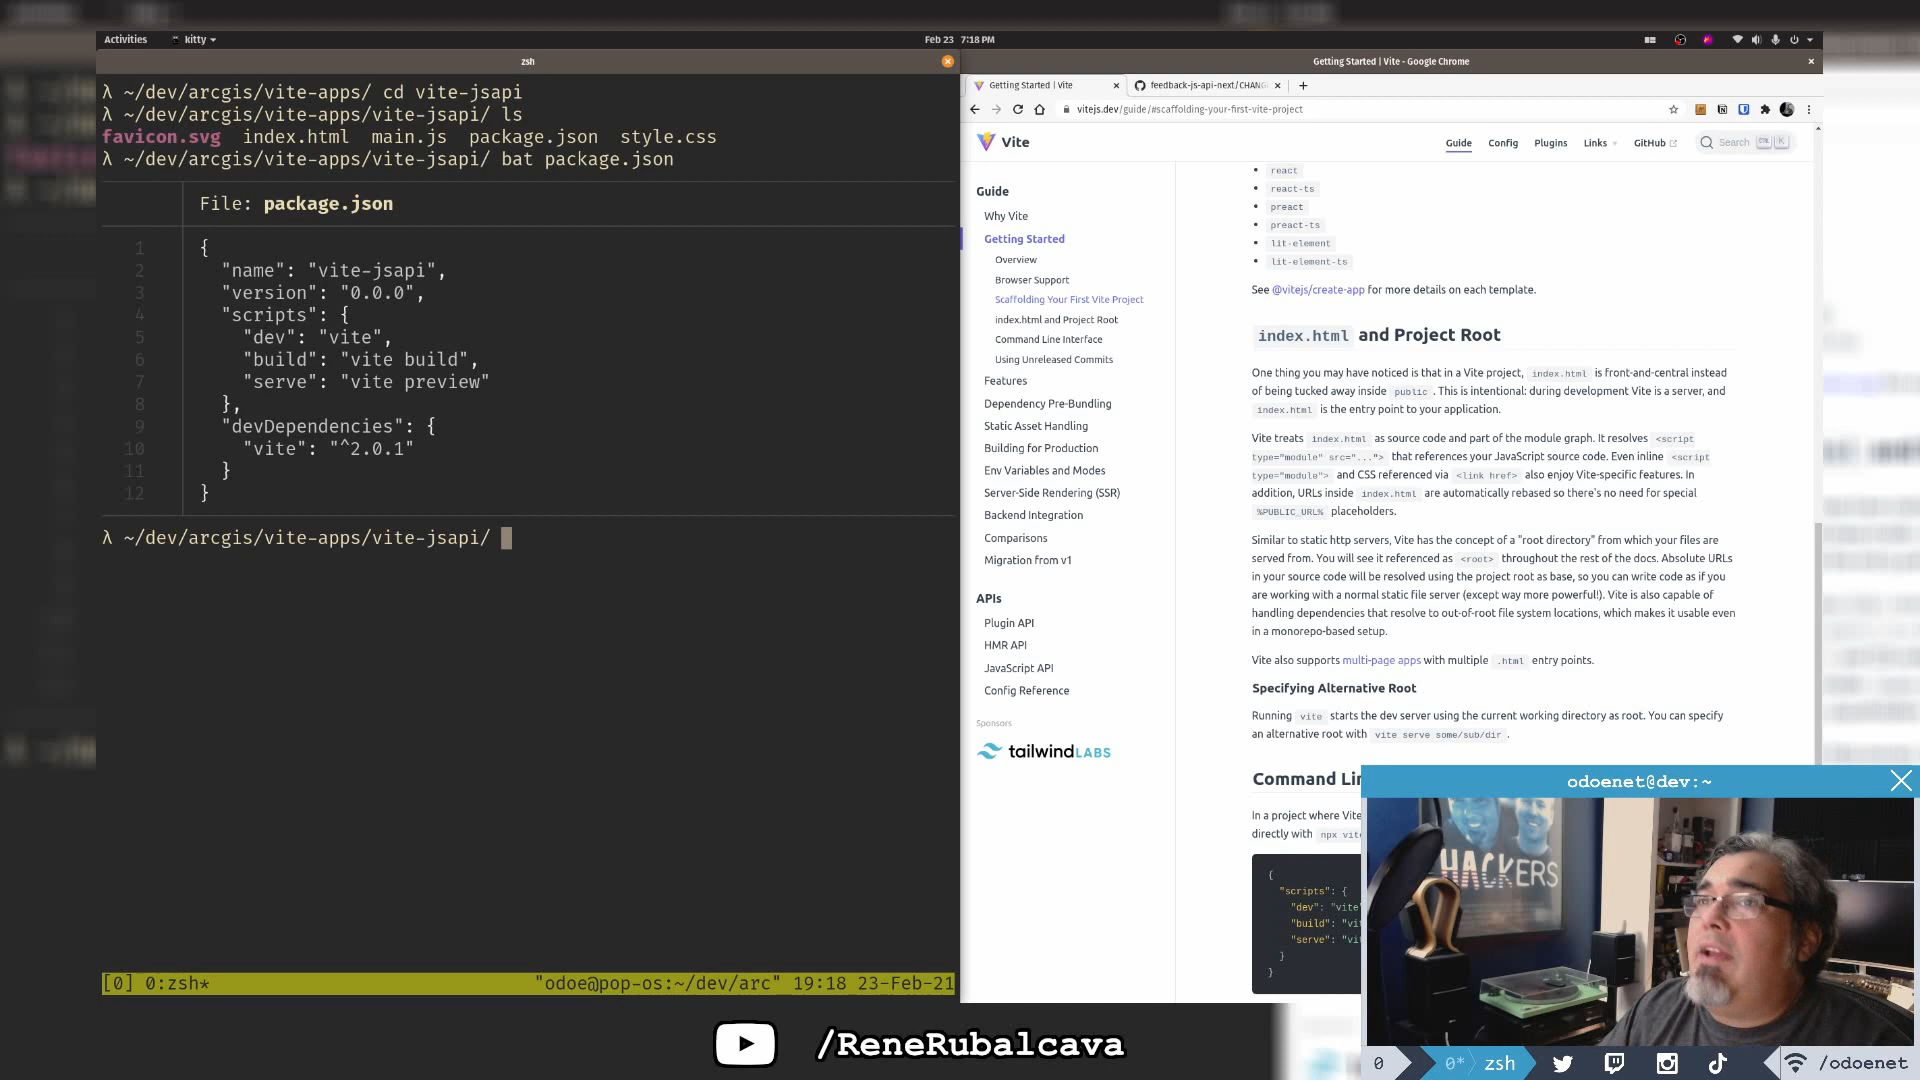 Activities
kitty
Feb 23 7:18 PM
zsh
λ ~/dev/arcgis/vite-apps/ cd vite-jsapi
λ ~/dev/arcgis/vite-apps/vite-jsapi/ ls
favicon.svg index.html main.js package.json style.css
λ ~/dev/arcgis/vite-apps/vite-jsapi/ bat package.json
File: package.json
1 {
2 "name": "vite-jsapi",
3 "version": "0.0.0",
4 "scripts": {
5 "dev": "vite",
6 "build": "vite build",
7 "serve": "vite preview"
8 },
9 "devDependencies": {
10 "vite": "^2.0.1"
11 }
12 }
λ ~/dev/arcgis/vite-apps/vite-jsapi/
[0] 0:zsh* "odoe@pop-os:~/dev/arc" 19:18 23-Feb-21
Getting Started | Vite - Google Chrome
Getting Started | Vite
feedback-js-api-next/CHANG
vitejs.dev/guide/#scaffolding-your-first-vite-project
Vite
Guide Config Plugins Links GitHub Search K
Guide
Why Vite
Getting Started
Overview
Browser Support
Scaffolding Your First Vite Project
index.html and Project Root
Command Line Interface
Using Unreleased Commits
Features
Dependency Pre-Bundling
Static Asset Handling
Building for Production
Env Variables and Modes
Server-Side Rendering (SSR)
Backend Integration
Comparisons
Migration from v1
APIs
Plugin API
HMR API
JavaScript API
Config Reference
Sponsors
tailwindLABS
react
react-ts
preact
preact-ts
lit-element
lit-element-ts
See @vitejs/create-app for more details on each template.
index.html and Project Root
One thing you may have noticed is that in a Vite project, index.html is front-and-central instead
of being tucked away inside public. This is intentional: during development Vite is a server, and
index.html is the entry point to your application.
Vite treats index.html as source code and part of the module graph. It resolves <script
type="module" src="..."> that references your JavaScript source code. Even inline <script
type="module"> and CSS referenced via <link href> also enjoy Vite-specific features. In
addition, URLs inside index.html are automatically rebased so there's no need for special
%PUBLIC_URL% placeholders.
Similar to static http servers, Vite has the concept of a "root directory" from which your files are
served from. You will see it referenced as <root> throughout the rest of the docs. Absolute URLs
in your source code will be resolved using the project root as base, so you can write code as if you
are working with a normal static file server (except way more powerful!). Vite is also capable of
handling dependencies that resolve to out-of-root file system locations, which makes it usable even
in a monorepo-based setup.
Vite also supports multi-page apps with multiple .html entry points.
Specifying Alternative Root
Running vite starts the dev server using the current working directory as root. You can specify
an alternative root with vite serve some/sub/dir.
Command Lin
In a project where Vite
directly with npx vite
{
"scripts": {
"dev": "vite
"build": "vi
"serve": "vi
}
}
odoenet@dev:~
HACKERS
0 0* zsh /odoenet
/ReneRubalcava